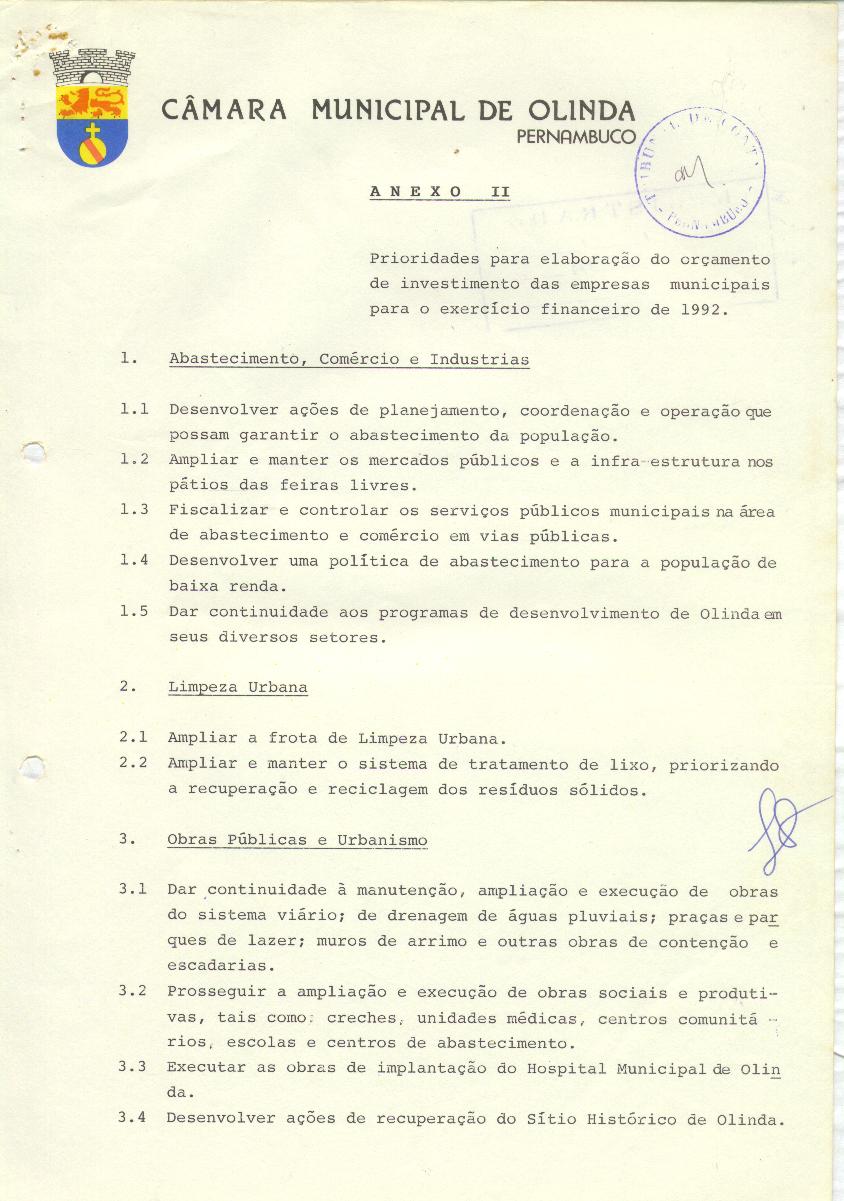 CÂMARA MUNICIPAL DE OLINDA
PERNAMBUCO
ANEXO II
Prioridades para elaboração do orçamento
de investimento das empresas municipais
para o exercício financeiro de 1992.
1. Abastecimento, Comércio e Industrias
1.1 Desenvolver ações de planejamento, coordenação e operação que
possam garantir o abastecimento da população.
1.2 Ampliar e manter os mercados públicos e a infra-estrutura nos
pátios das feiras livres.
1.3 Fiscalizar e controlar os serviços públicos municipais na área
de abastecimento e comércio em vias públicas.
1.4 Desenvolver uma política de abastecimento para a população de
baixa renda.
1.5 Dar continuidade aos programas de desenvolvimento de Olinda em
seus diversos setores.
2. Limpeza Urbana
2.1 Ampliar a frota de Limpeza Urbana.
2.2 Ampliar e manter o sistema de tratamento de lixo, priorizando
a recuperação e reciclagem dos resíduos sólidos.
3. Obras Públicas e Urbanismo
3.1 Dar continuidade à manutenção, ampliação e execução de obras
do sistema viário; de drenagem de águas pluviais; praças e par
ques de lazer; muros de arrimo e outras obras de contenção e
escadarias.
3.2 Prosseguir a ampliação e execução de obras sociais e produti-
vas, tais como: creches, unidades médicas, centros comunitá -
rios, escolas e centros de abastecimento.
3.3 Executar as obras de implantação do Hospital Municipal de Olin
da.
3.4 Desenvolver ações de recuperação do Sítio Histórico de Olinda.